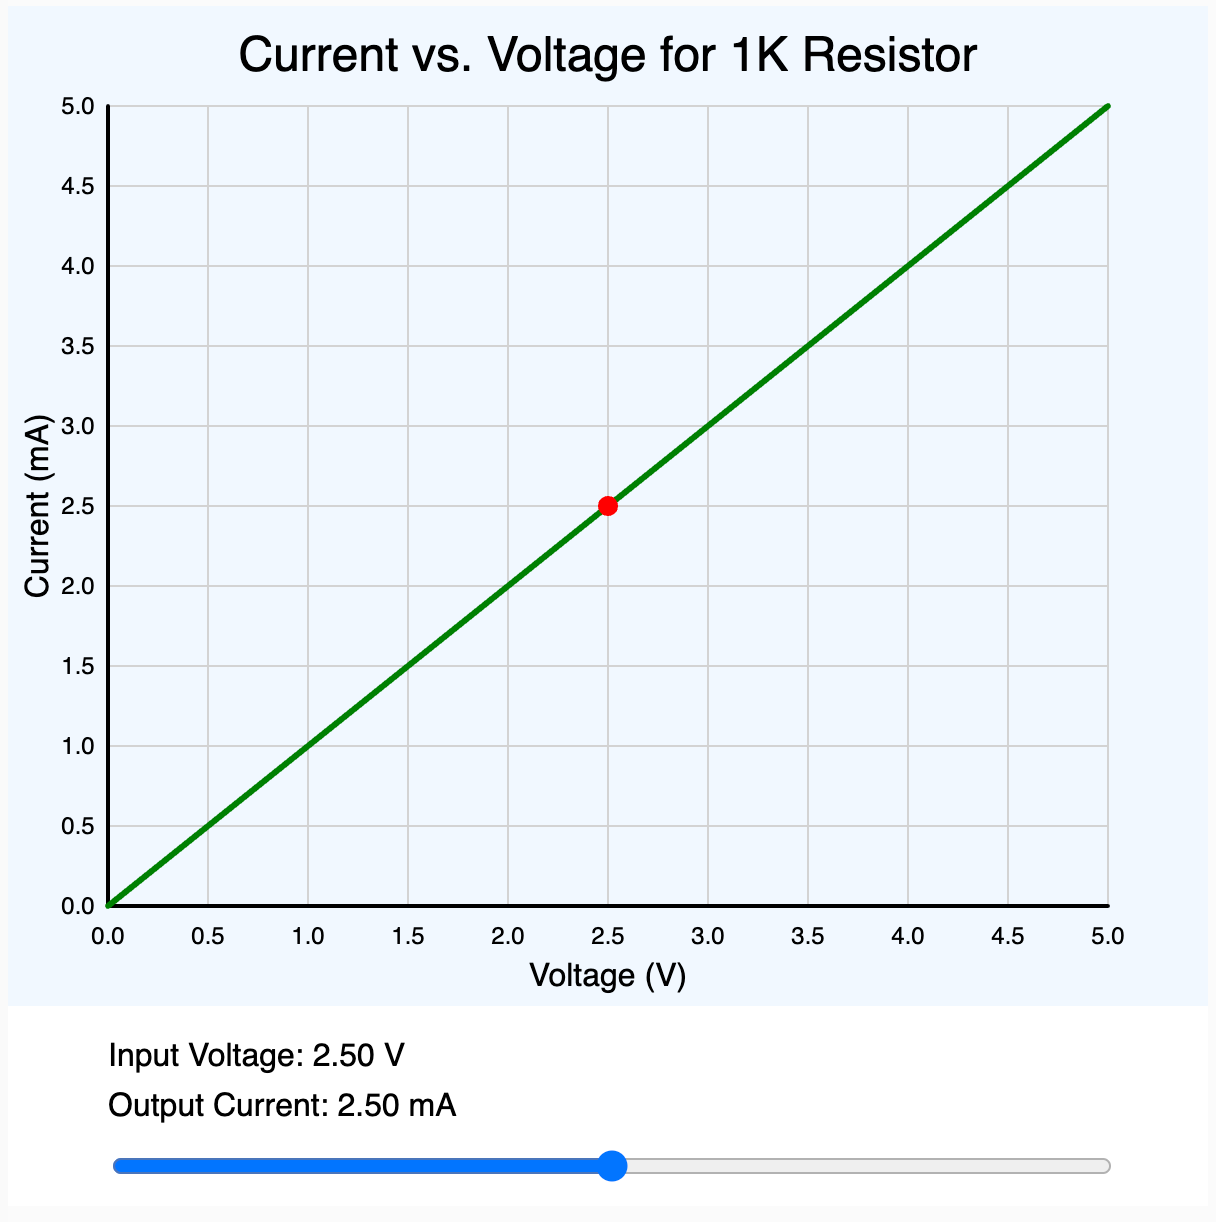 Current vs. Voltage for 1K Resistor
5.0
4.5
4.0
3.5
3.0
2.5
2.0
1.5
1.0
0.5
0.0
Current (mA)
0.0 0.5 1.0 1.5 2.0 2.5 3.0 3.5 4.0 4.5 5.0
Voltage (V)
Input Voltage: 2.50 V
Output Current: 2.50 mA